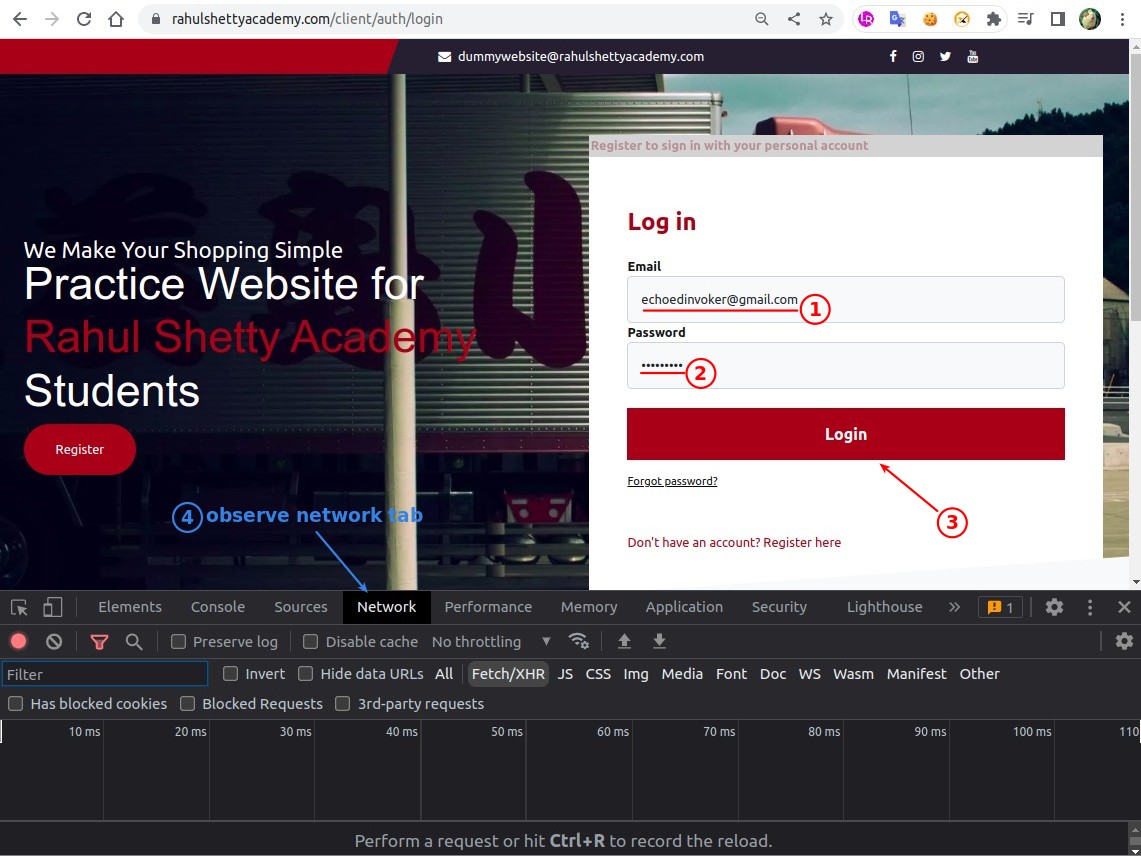 rahulshettyacademy.com/client/auth/login
dummywebsite@rahulshettyacademy.com
Register to sign in with your personal account
We Make Your Shopping Simple
Practice Website for
Rahul Shetty Academy
Students
Register
Log in
Email
echoedinvoker@gmail.com
1
Password
•••••••••
2
Login
Forgot password?
3
Don't have an account? Register here
4 observe network tab
Elements Console Sources Network Performance Memory Application Security Lighthouse » 1
Preserve log Disable cache No throttling
Filter Invert Hide data URLs All Fetch/XHR JS CSS Img Media Font Doc WS Wasm Manifest Other
Has blocked cookies Blocked Requests 3rd-party requests
10 ms 20 ms 30 ms 40 ms 50 ms 60 ms 70 ms 80 ms 90 ms 100 ms 110
Perform a request or hit Ctrl+R to record the reload.